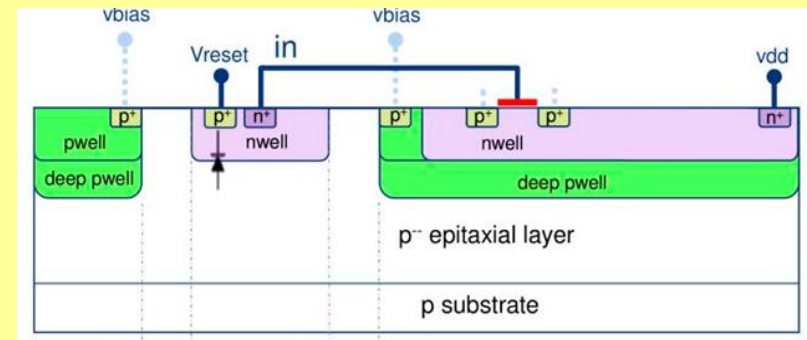 vbias
vbias
Vreset
in
vdd
p+
p+
n+
p+
p+
p+
n+
pwell
nwell
nwell
deep pwell
deep pwell
p-- epitaxial layer
p substrate